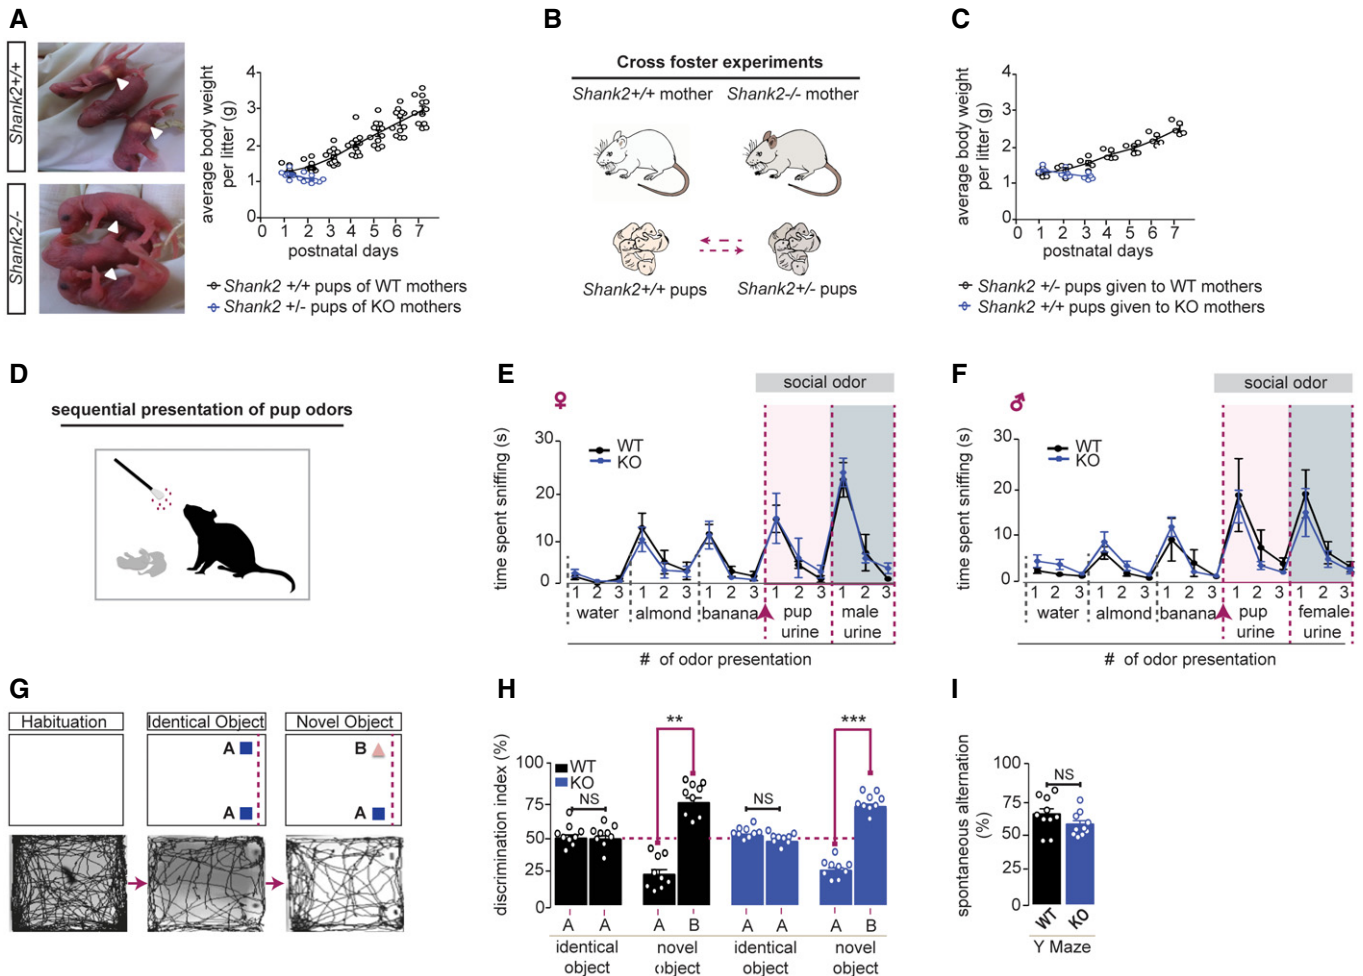 A
Shank2+/+
Shank2-/-
average body weight
per litter (g)
4
3
2
1
0
0 1 2 3 4 5 6 7
postnatal days
Shank2 +/+ pups of WT mothers
Shank2 +/- pups of KO mothers
B
Cross foster experiments
Shank2+/+ mother Shank2-/- mother
Shank2+/+ pups Shank2+/- pups
C
average body weight
per litter (g)
4
3
2
1
0
0 1 2 3 4 5 6 7
postnatal days
Shank2 +/- pups given to WT mothers
Shank2 +/+ pups given to KO mothers
D
sequential presentation of pup odors
E
♀
social odor
time spent sniffing (s)
30
20
10
0
WT
KO
1 2 3 1 2 3 1 2 3 1 2 3 1 2 3
water almond banana pup male
urine urine
# of odor presentation
F
♂
social odor
time spent sniffing (s)
30
20
10
0
WT
KO
1 2 3 1 2 3 1 2 3 1 2 3 1 2 3
water almond banana pup female
urine urine
# of odor presentation
G
Habituation Identical Object Novel Object
A B
A A
H
discrimination index (%)
100
75
50
25
0
WT
KO
NS ** NS ***
A A A B A A A B
identical novel identical novel
object object object object
I
spontaneous alternation
(%)
100
75
50
25
0
NS
WT KO
Y Maze